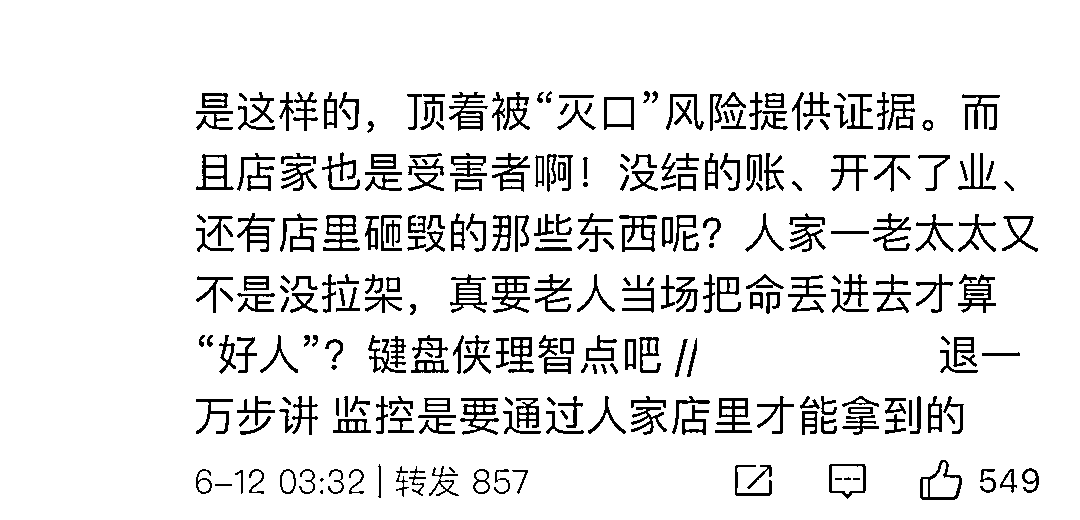 是这样的，顶着被“灭口”风险提供证据。而
且店家也是受害者啊！没结的账、开不了业、
还有店里砸毁的那些东西呢？人家一老太太又
不是没拉架，真要老人当场把命丢进去才算
“好人”？键盘侠理智点吧 // 退一
万步讲 监控是要通过人家店里才能拿到的
6-12 03:32 | 转发 857 549